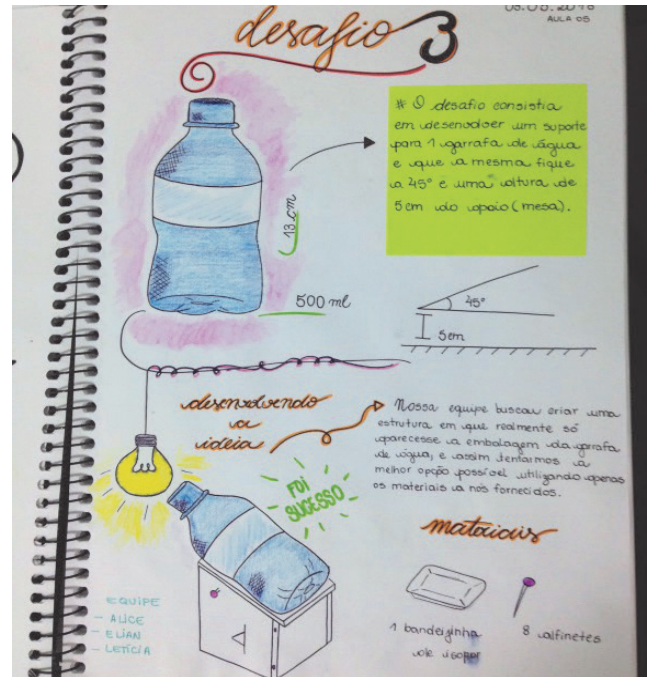 desafio 3
AULA 05
# O desafio consistia
em desenvolver um suporte
para 1 garrafa de água
e que a mesma fique
a 45° e uma altura de
5cm do apoio (mesa).
13 cm
500 ml
45°
5cm
desenvolvendo
a
ideia
Nossa equipe buscou criar uma
estrutura em que realmente só
aparecesse a embalagem da garrafa
de água, e assim tentarmos a
melhor opção possível utilizando apenas
os materiais a nós fornecidos.
FOI
SUCESSO
materiais
1 bandeijinha
de isopor
8 alfinetes
EQUIPE
- ALICE
- ELIAN
- LETÍCIA